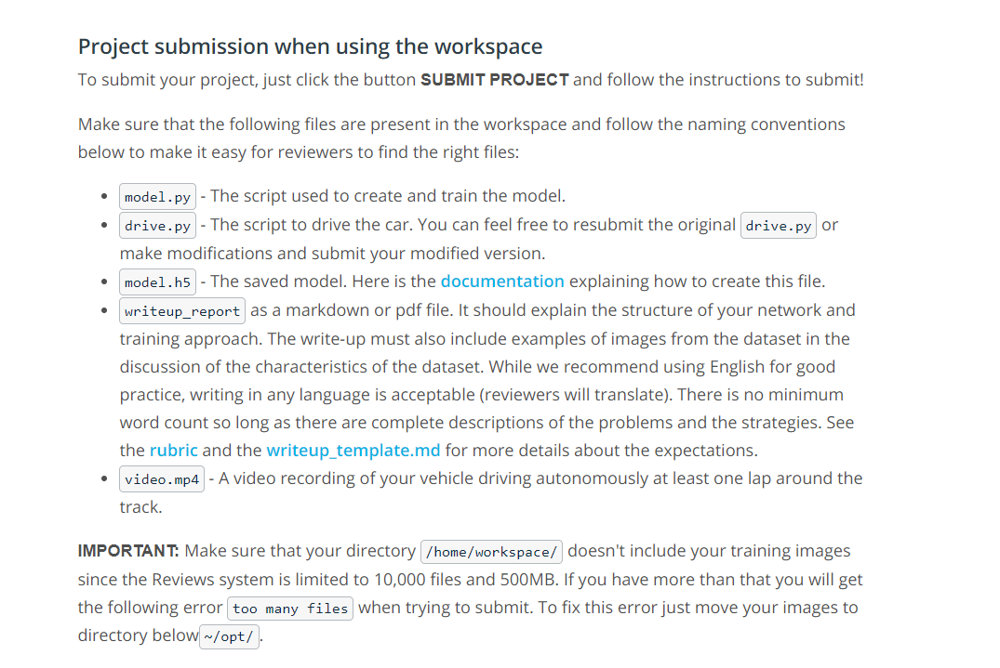 Project submission when using the workspace
To submit your project, just click the button SUBMIT PROJECT and follow the instructions to submit!
Make sure that the following files are present in the workspace and follow the naming conventions
below to make it easy for reviewers to find the right files:
• model.py - The script used to create and train the model.
• drive.py - The script to drive the car. You can feel free to resubmit the original drive.py or
make modifications and submit your modified version.
• model.h5 - The saved model. Here is the documentation explaining how to create this file.
• writeup_report as a markdown or pdf file. It should explain the structure of your network and
training approach. The write-up must also include examples of images from the dataset in the
discussion of the characteristics of the dataset. While we recommend using English for good
practice, writing in any language is acceptable (reviewers will translate). There is no minimum
word count so long as there are complete descriptions of the problems and the strategies. See
the rubric and the writeup_template.md for more details about the expectations.
• video.mp4 - A video recording of your vehicle driving autonomously at least one lap around the
track.
IMPORTANT: Make sure that your directory /home/workspace/ doesn't include your training images
since the Reviews system is limited to 10,000 files and 500MB. If you have more than that you will get
the following error too many files when trying to submit. To fix this error just move your images to
directory below ~/opt/.